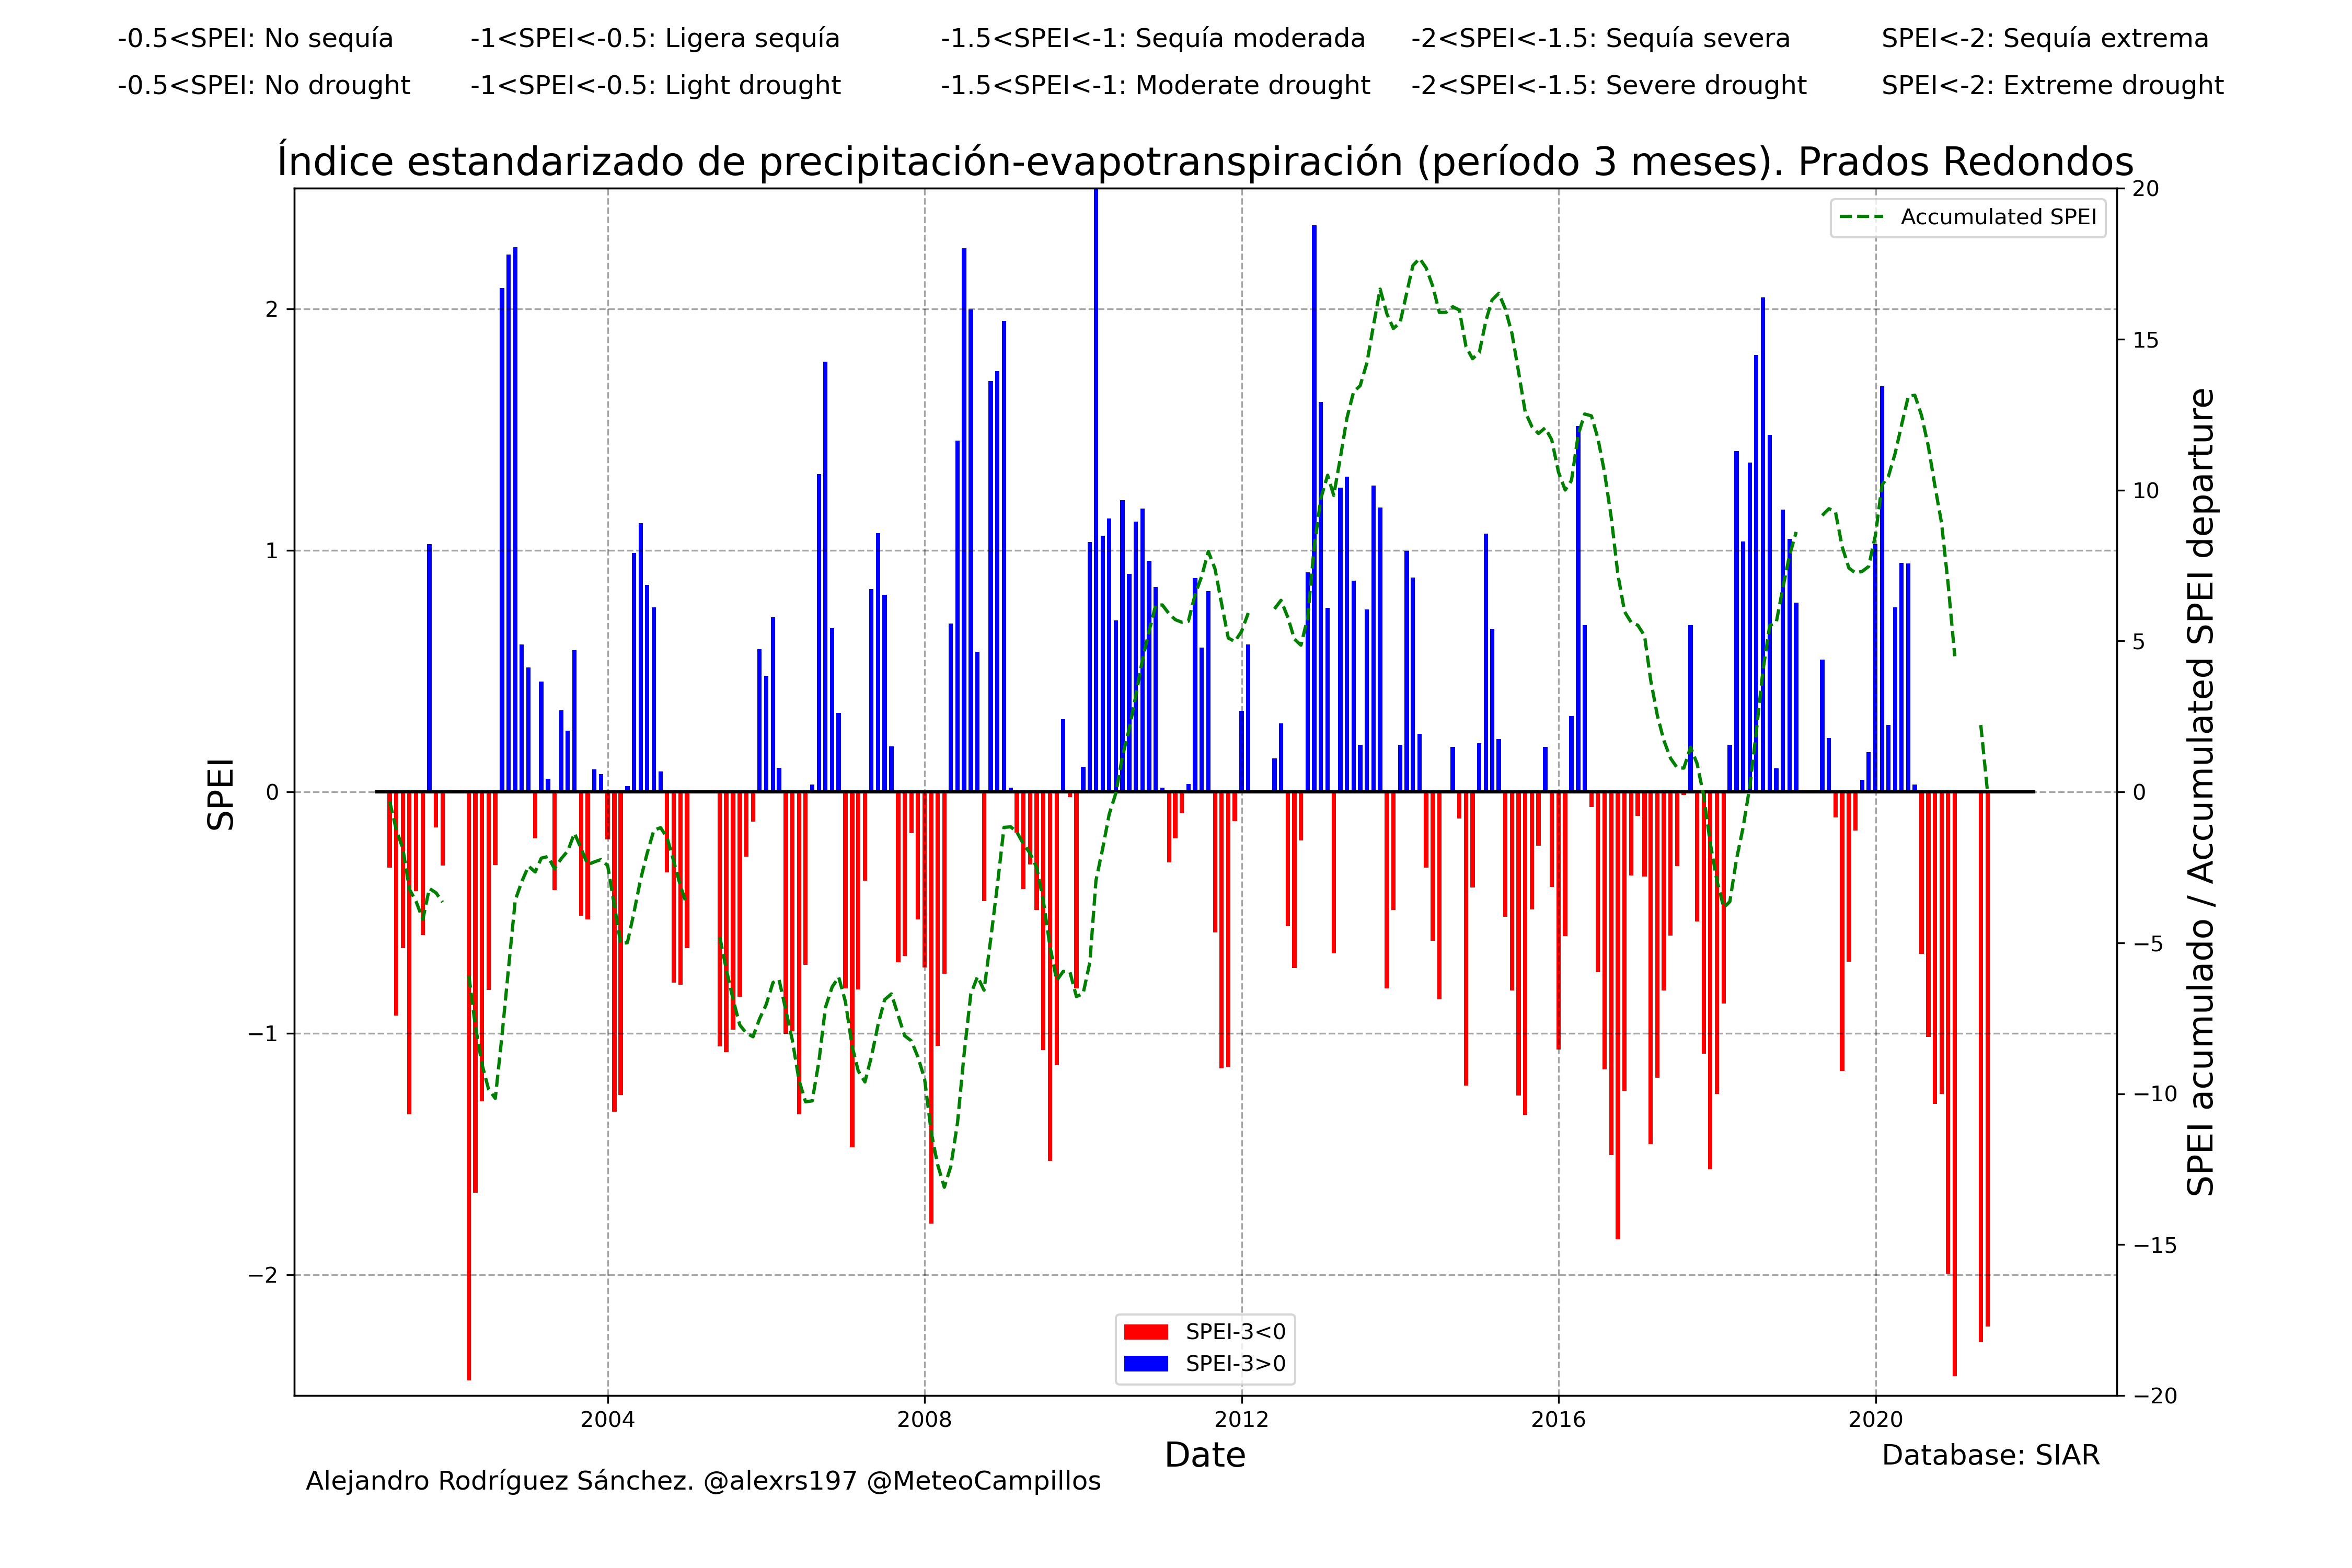 -0.5<SPEI: No sequía -1<SPEI<-0.5: Ligera sequía -1.5<SPEI<-1: Sequía moderada -2<SPEI<-1.5: Sequía severa SPEI<-2: Sequía extrema
-0.5<SPEI: No drought -1<SPEI<-0.5: Light drought -1.5<SPEI<-1: Moderate drought -2<SPEI<-1.5: Severe drought SPEI<-2: Extreme drought
Índice estandarizado de precipitación-evapotranspiración (período 3 meses). Prados Redondos
Accumulated SPEI
SPEI
2
1
0
−1
−2
20
15
10
5
0
−5
−10
−15
−20
SPEI acumulado / Accumulated SPEI departure
SPEI-3<0
SPEI-3>0
2004 2008 2012 2016 2020
Date
Database: SIAR
Alejandro Rodríguez Sánchez. @alexrs197 @MeteoCampillos